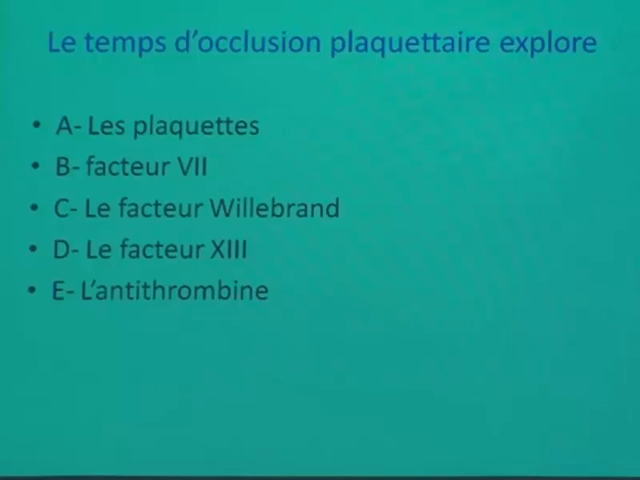 Le temps d’occlusion plaquettaire explore
• A- Les plaquettes
• B- facteur VII
• C- Le facteur Willebrand
• D- Le facteur XIII
• E- L’antithrombine